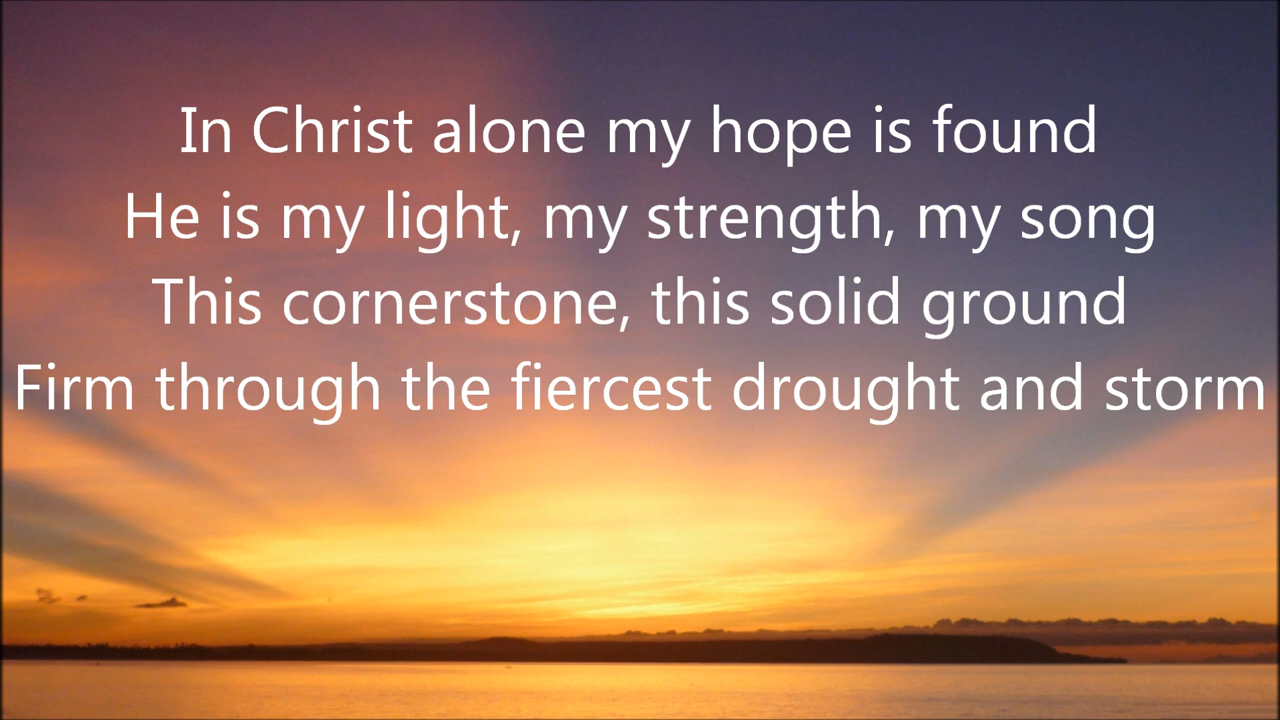 In Christ alone my hope is found
He is my light, my strength, my song
This cornerstone, this solid ground
Firm through the fiercest drought and storm